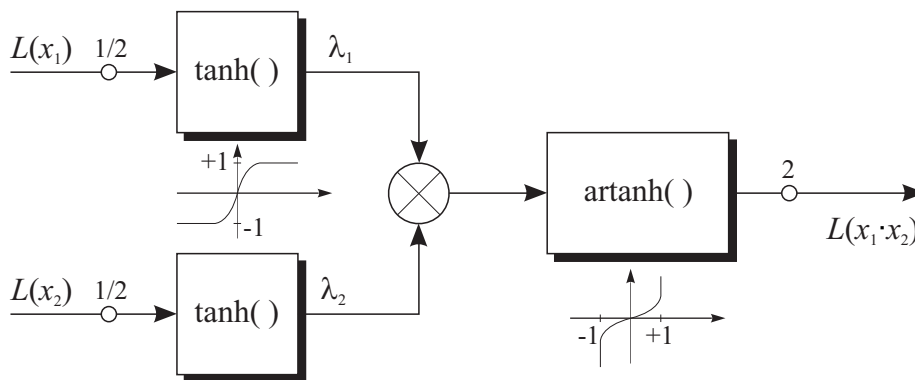 L(x₁) 1/2 tanh( ) λ₁
+1
-1
2
artanh( )
L(x₁·x₂)
L(x₂) 1/2 tanh( ) λ₂
-1 +1